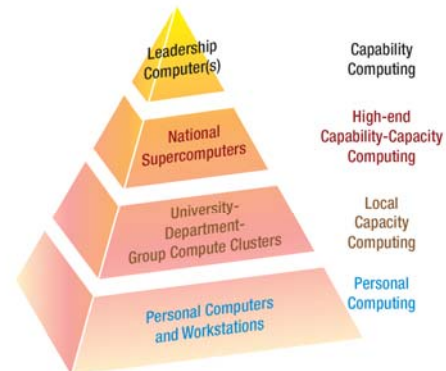 Leadership
Computer(s)
Capability
Computing
National
Supercomputers
High-end
Capability-Capacity
Computing
University-
Department-
Group Compute Clusters
Local
Capacity
Computing
Personal Computers
and Workstations
Personal
Computing